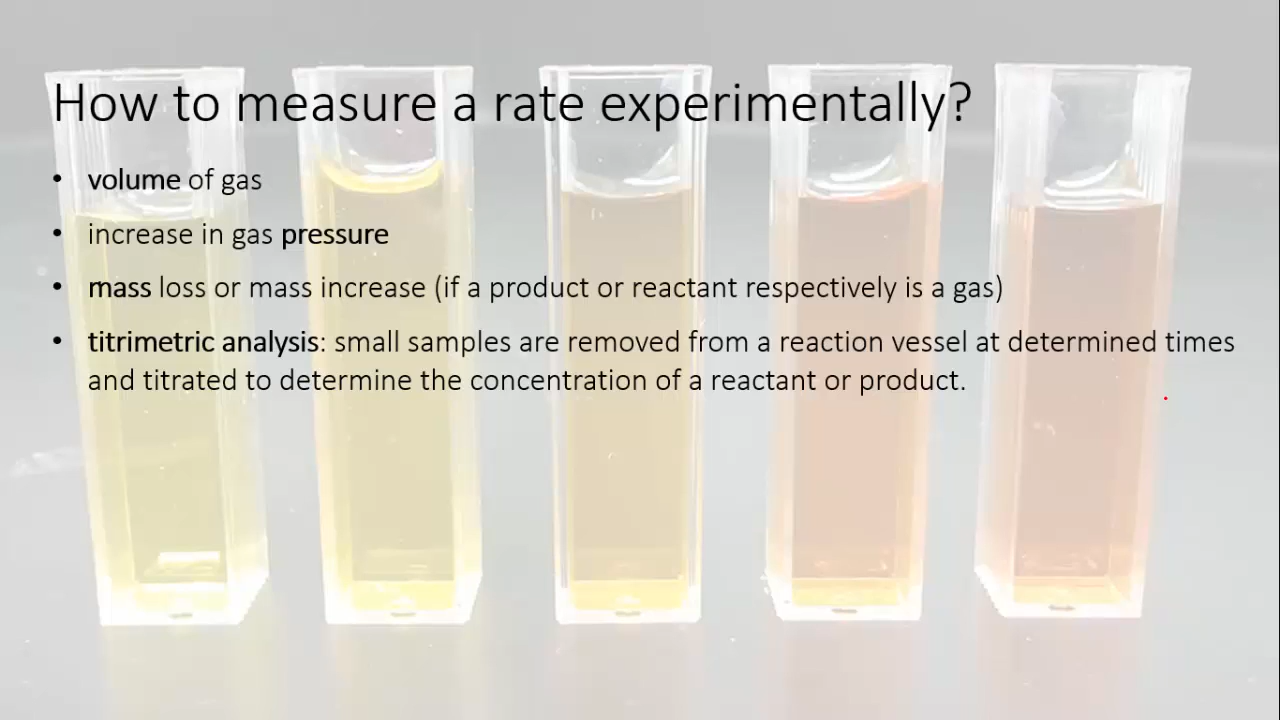 How to measure a rate experimentally?
• volume of gas
• increase in gas pressure
• mass loss or mass increase (if a product or reactant respectively is a gas)
• titrimetric analysis: small samples are removed from a reaction vessel at determined times
and titrated to determine the concentration of a reactant or product.